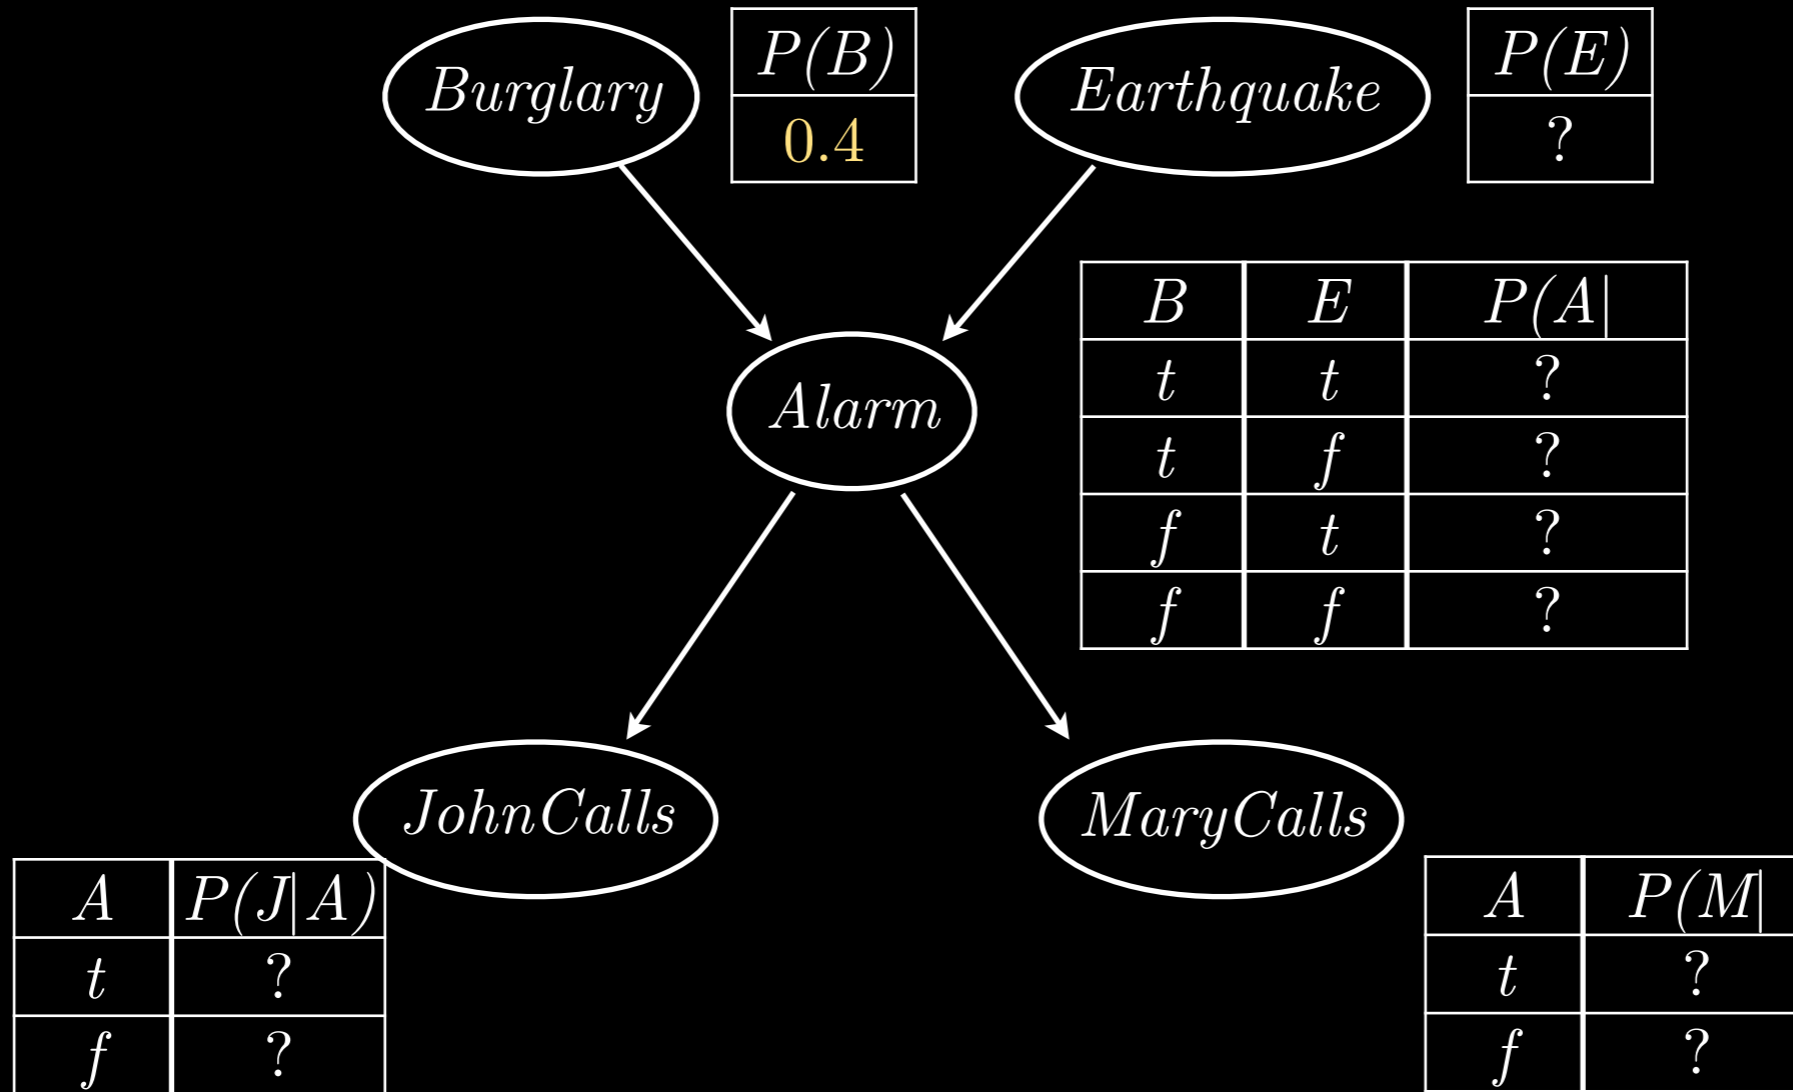 Burglary
P(B)
0.4
Earthquake
P(E)
?
Alarm
B E P(A|
t t ?
t f ?
f t ?
f f ?
JohnCalls
A P(J|A)
t ?
f ?
MaryCalls
A P(M|
t ?
f ?